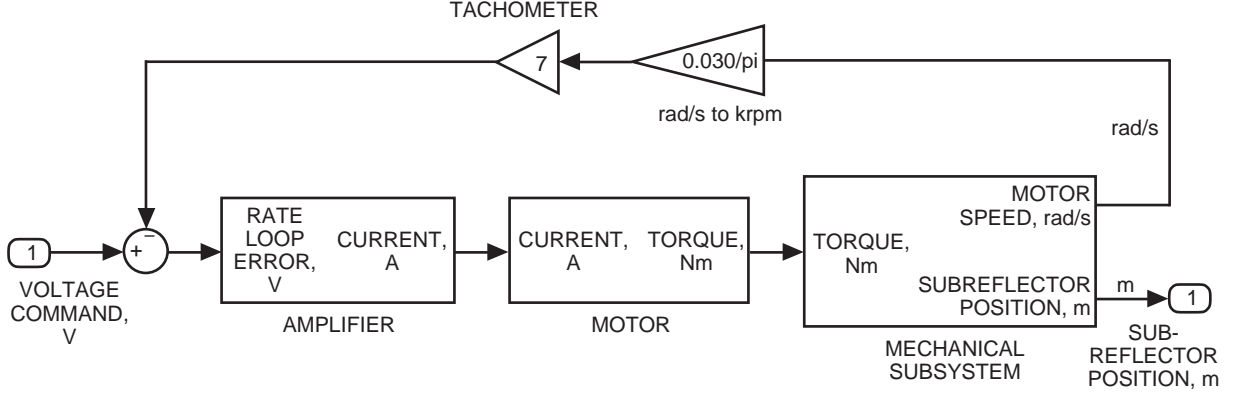 TACHOMETER
7
0.030/pi
rad/s to krpm
rad/s
1
VOLTAGE
COMMAND,
V
+
−
RATE
LOOP
ERROR,
V
CURRENT,
A
AMPLIFIER
CURRENT,
A
TORQUE,
Nm
MOTOR
TORQUE,
Nm
MOTOR
SPEED, rad/s
SUBREFLECTOR
POSITION, m
MECHANICAL
SUBSYSTEM
m
1
SUB-
REFLECTOR
POSITION, m